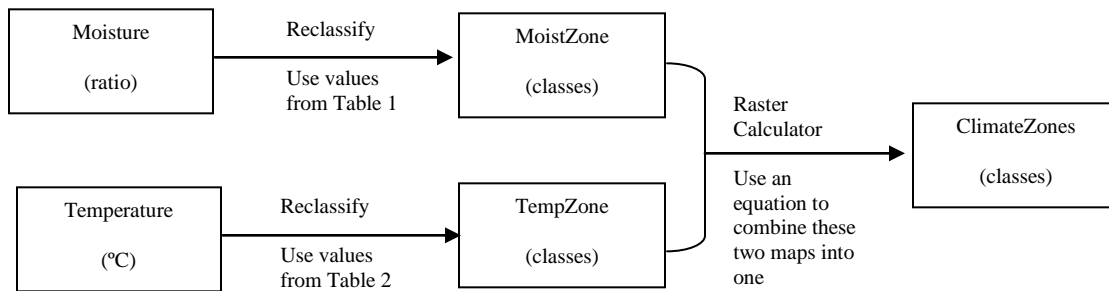 Moisture
(ratio)
Reclassify
Use values
from Table 1
MoistZone
(classes)
Temperature
(ºC)
Reclassify
Use values
from Table 2
TempZone
(classes)
Raster
Calculator
Use an
equation to
combine these
two maps into
one
ClimateZones
(classes)